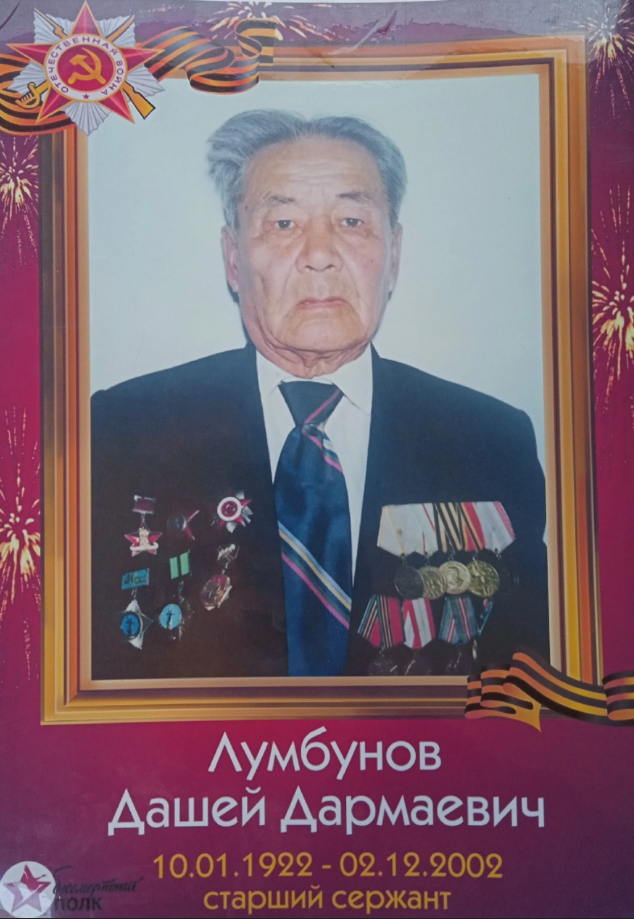 ОТЕЧЕСТВЕННАЯ ВОЙНА
Лумбунов
Дашей Дармаевич
10.01.1922 - 02.12.2002
старший сержант
бессмертный
ПОЛК